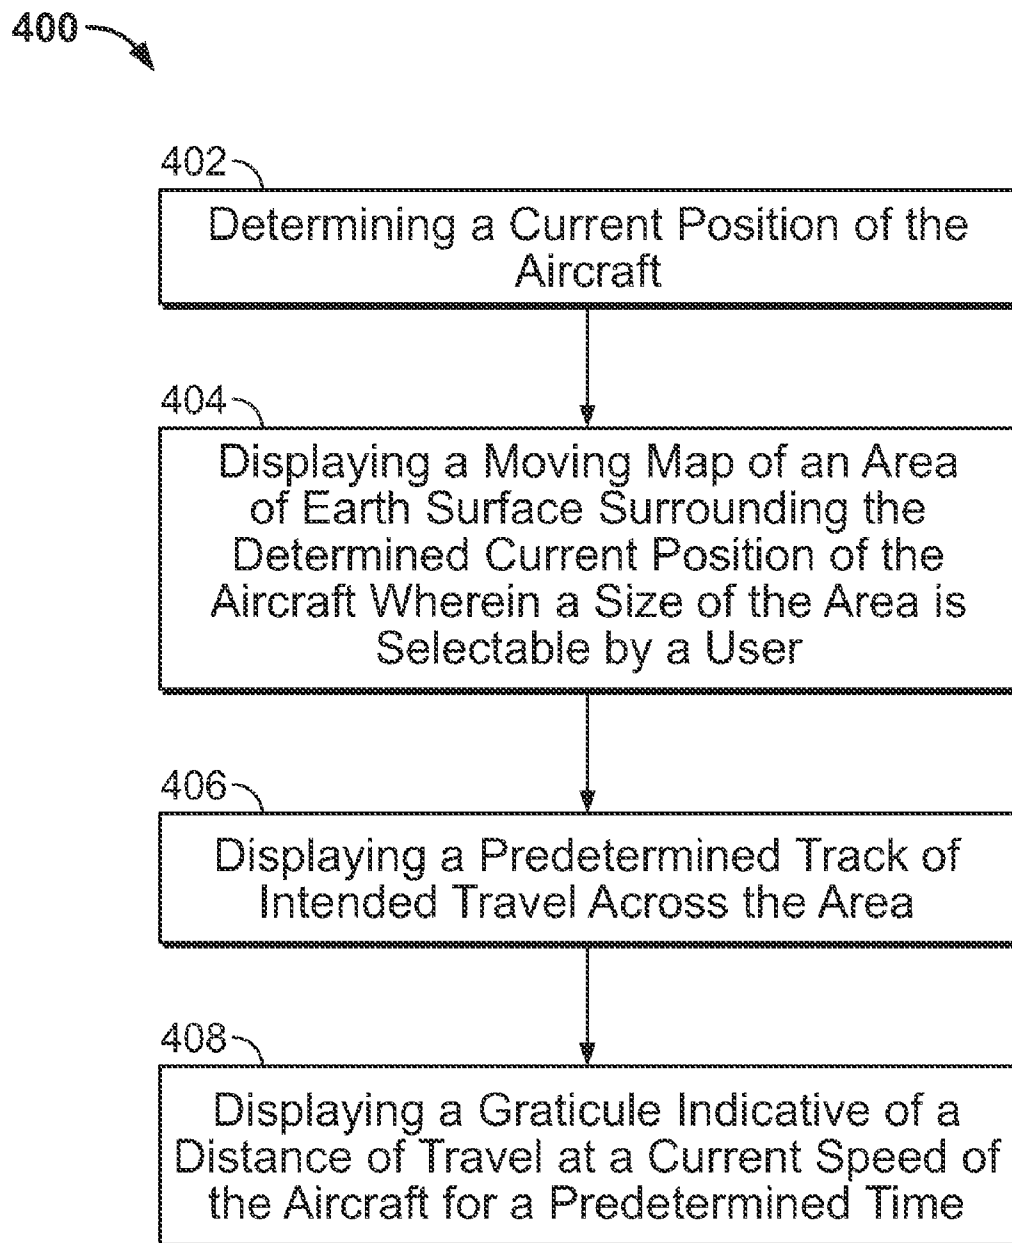 400
402
Determining a Current Position of the
Aircraft
404
Displaying a Moving Map of an Area
of Earth Surface Surrounding the
Determined Current Position of the
Aircraft Wherein a Size of the Area is
Selectable by a User
406
Displaying a Predetermined Track of
Intended Travel Across the Area
408
Displaying a Graticule Indicative of a
Distance of Travel at a Current Speed of
the Aircraft for a Predetermined Time